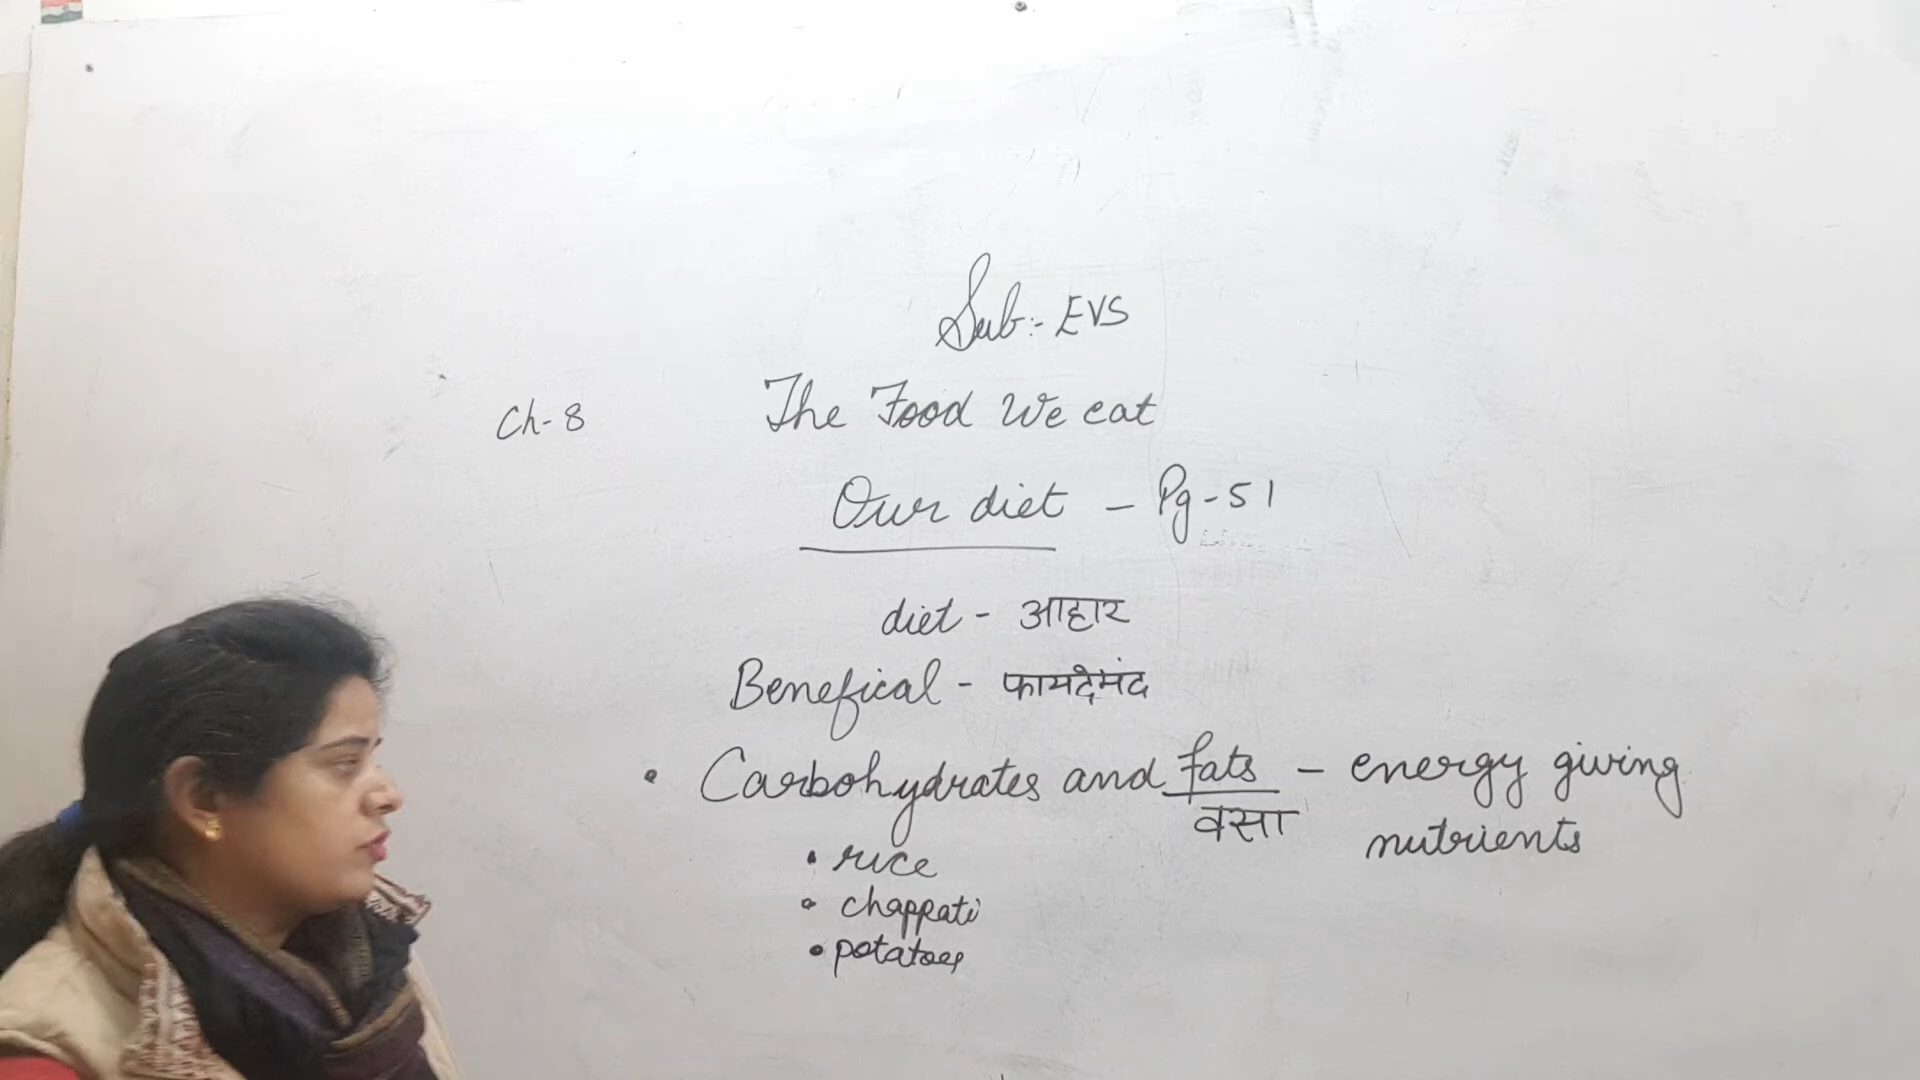 Sub:- EVS
Ch-8 The Food We eat
Our diet - Pg-51
diet - आहार
Benefical - फायदेमंद
• Carbohydrates and fats - energy giving
वसा nutrients
• rice
• chappati
• potatoes